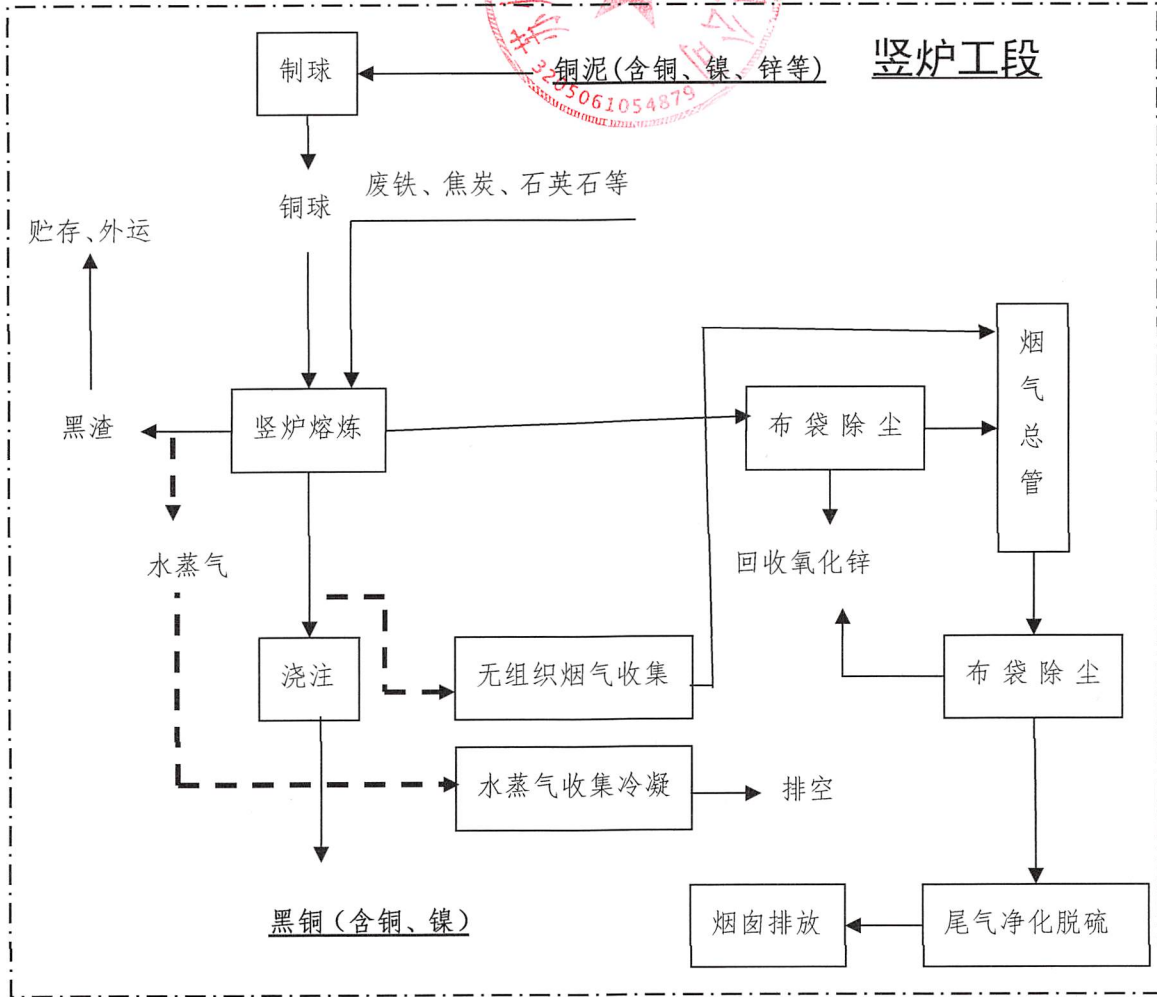 竖炉工段
制球
铜泥(含铜、镍、锌等)
公司
3205061054879
废铁、焦炭、石英石等
铜球
贮存、外运
烟气总管
黑渣
竖炉熔炼
布袋除尘
水蒸气
回收氧化锌
浇注
无组织烟气收集
布袋除尘
水蒸气收集冷凝
排空
黑铜(含铜、镍)
烟囱排放
尾气净化脱硫